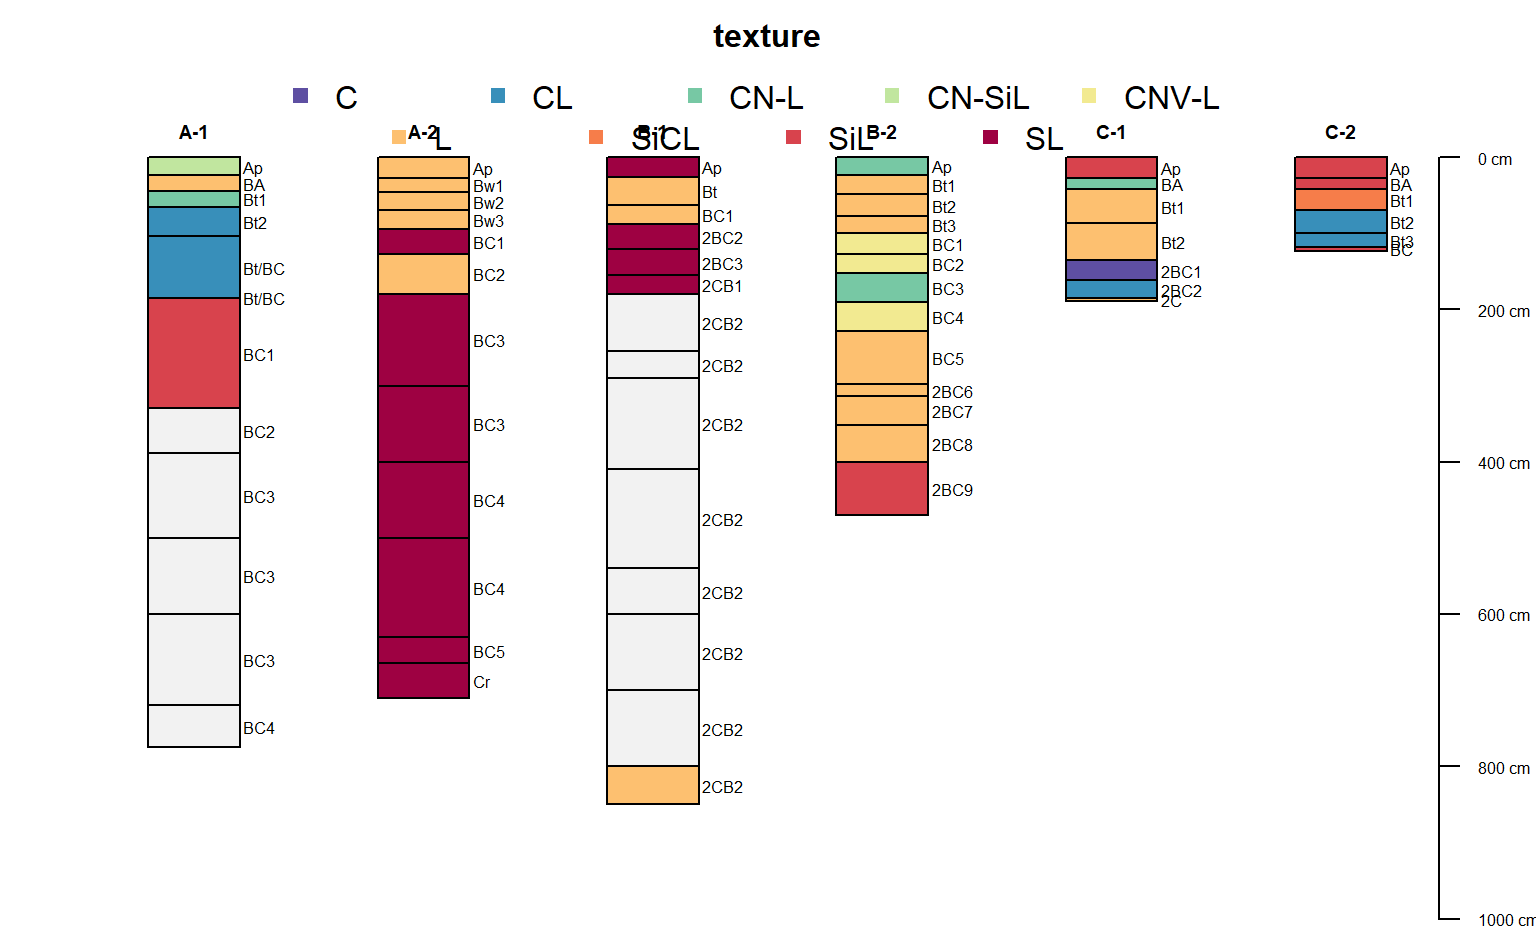 texture
C CL CN-L CN-SiL CNV-L
L SiCL SiL SL
A-1 A-2 B-1 B-2 C-1 C-2
Ap
BA
Bt1
Bt2
Bt/BC
Bt/BC
BC1
BC2
BC3
BC3
BC3
BC4
Ap
Bw1
Bw2
Bw3
BC1
BC2
BC3
BC3
BC4
BC4
BC5
Cr
Ap
Bt
BC1
2BC2
2BC3
2CB1
2CB2
2CB2
2CB2
2CB2
2CB2
2CB2
2CB2
2CB2
Ap
Bt1
Bt2
Bt3
BC1
BC2
BC3
BC4
BC5
2BC6
2BC7
2BC8
2BC9
Ap
BA
Bt1
Bt2
2BC1
2BC2
2C
Ap
BA
Bt1
Bt2
Bt3
BC
0 cm
200 cm
400 cm
600 cm
800 cm
1000 cm